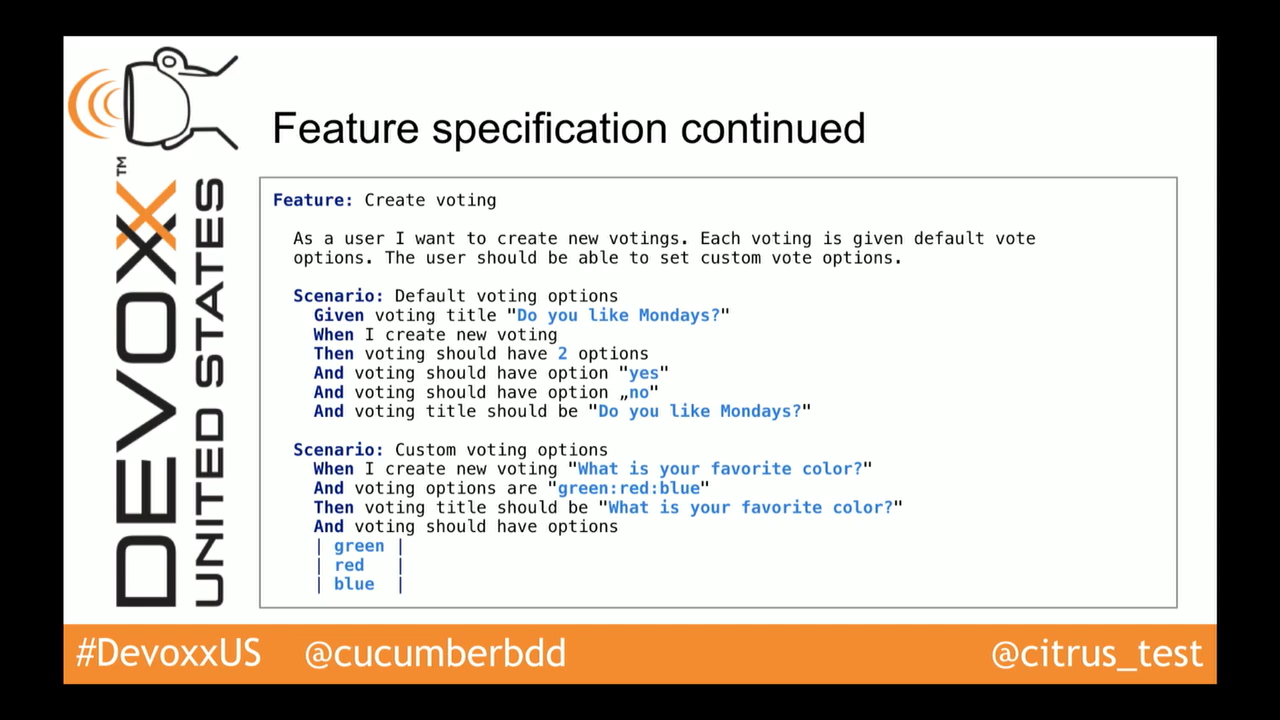 DEVOXX™
UNITED STATES
Feature specification continued
Feature: Create voting
As a user I want to create new votings. Each voting is given default vote
options. The user should be able to set custom vote options.
Scenario: Default voting options
Given voting title "Do you like Mondays?"
When I create new voting
Then voting should have 2 options
And voting should have option "yes"
And voting should have option „no"
And voting title should be "Do you like Mondays?"
Scenario: Custom voting options
When I create new voting "What is your favorite color?"
And voting options are "green:red:blue"
Then voting title should be "What is your favorite color?"
And voting should have options
| green |
| red |
| blue |
#DevoxxUS @cucumberbdd @citrus_test